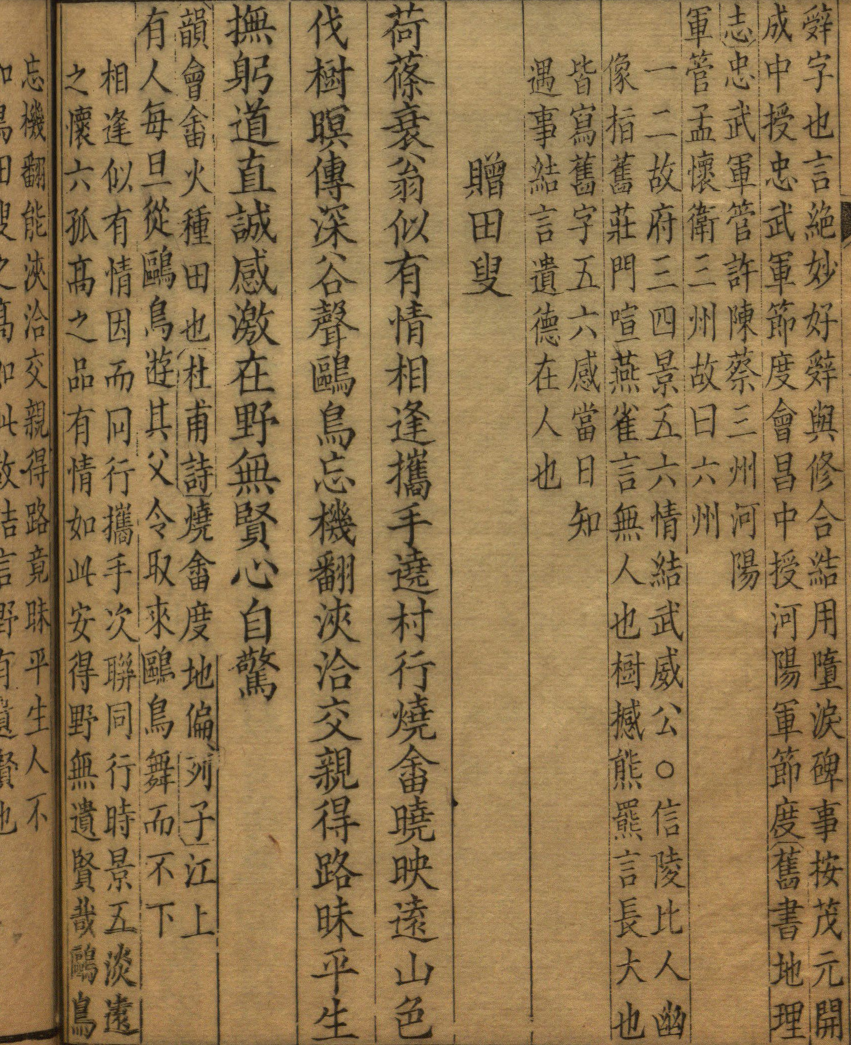 辤字也言絶妙好辤與修合結用墮淚碑事按茂元開
成中授忠武軍節度會昌中授河陽軍節度舊書地理
志忠武軍管許陳蔡三州河陽
軍管孟懷衛三州故曰六州
一二故府三四景五六情結武威公○信陵比人幽
像㨖舊莊門喧燕雀言無人也樹撼熊羆言長大也
皆寫舊字五六感當日知
遇事結言遺德在人也
贈田叟
荷蓧衰翁似有情相逢攜手遶村行燒畬曉映遠山色
伐樹暝傳深谷聲鷗鳥忘機翻浹洽交親得路昧平生
撫躬道直誠感激在野無賢心自驚
韻會畬火種田也杜甫詩燒畬度地偏列子江上
有人每旦從鷗鳥遊其父令取來鷗鳥舞而不下
相逢似有情因而同行攜手次聯同行時景五淡遠
之懷六孤髙之品有情如此安得野無遺賢哉鷗鳥
忘機翻能浹洽交親得路竟昧平生人不
如鳥田叟之髙如此故結言野有遺賢也